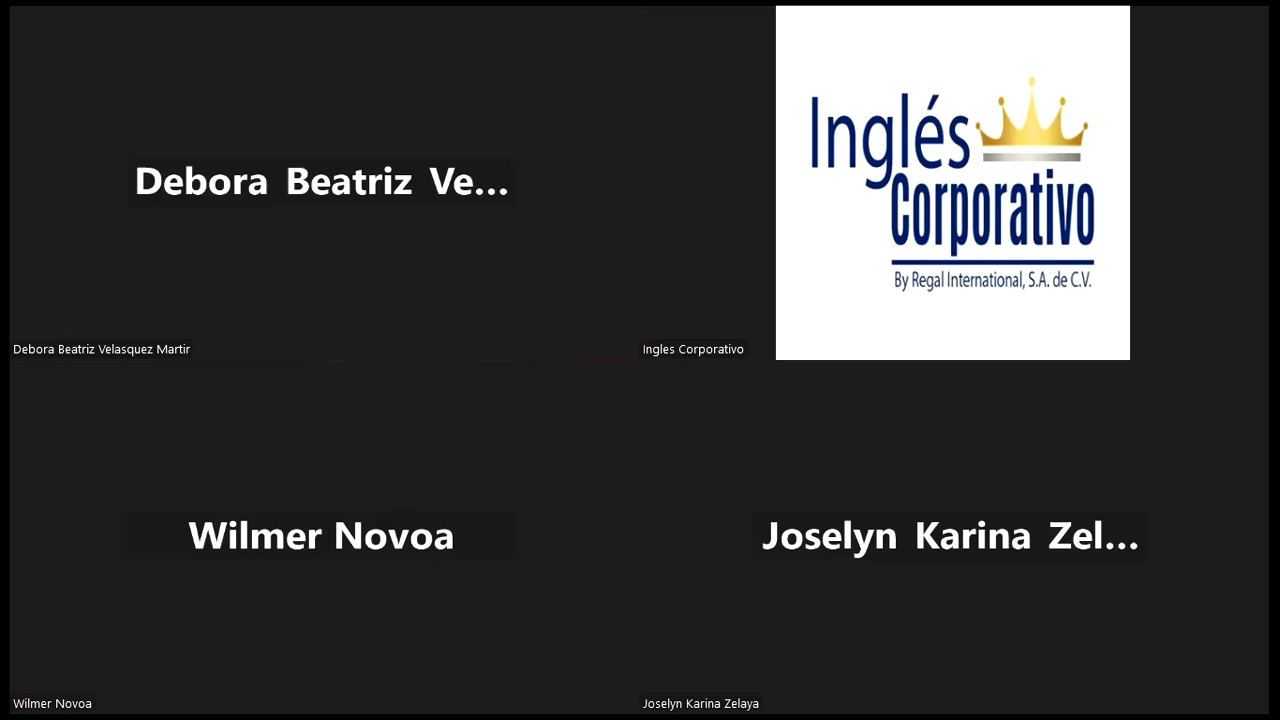 Debora Beatriz Ve...
Debora Beatriz Velasquez Martir
Inglés
Corporativo
By Regal International, S.A. de C.V.
Ingles Corporativo
Wilmer Novoa
Wilmer Novoa
Joselyn Karina Zel...
Joselyn Karina Zelaya